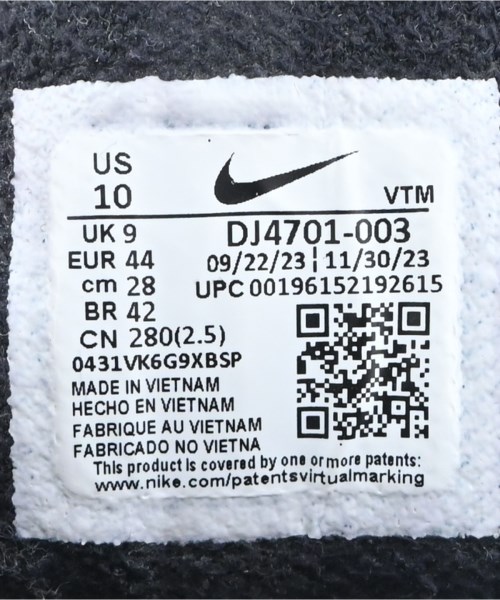 US
10
VTM
UK 9
DJ4701-003
EUR 44
09/22/23 ¦ 11/30/23
cm 28
UPC 00196152192615
BR 42
CN 280(2.5)
0431VK6G9XBSP
MADE IN VIETNAM
HECHO EN VIETNAM
FABRIQUE AU VIETNAM
FABRICADO NO VIETNA
This product is covered by one or more patents:
www.nike.com/patentsvirtualmarking